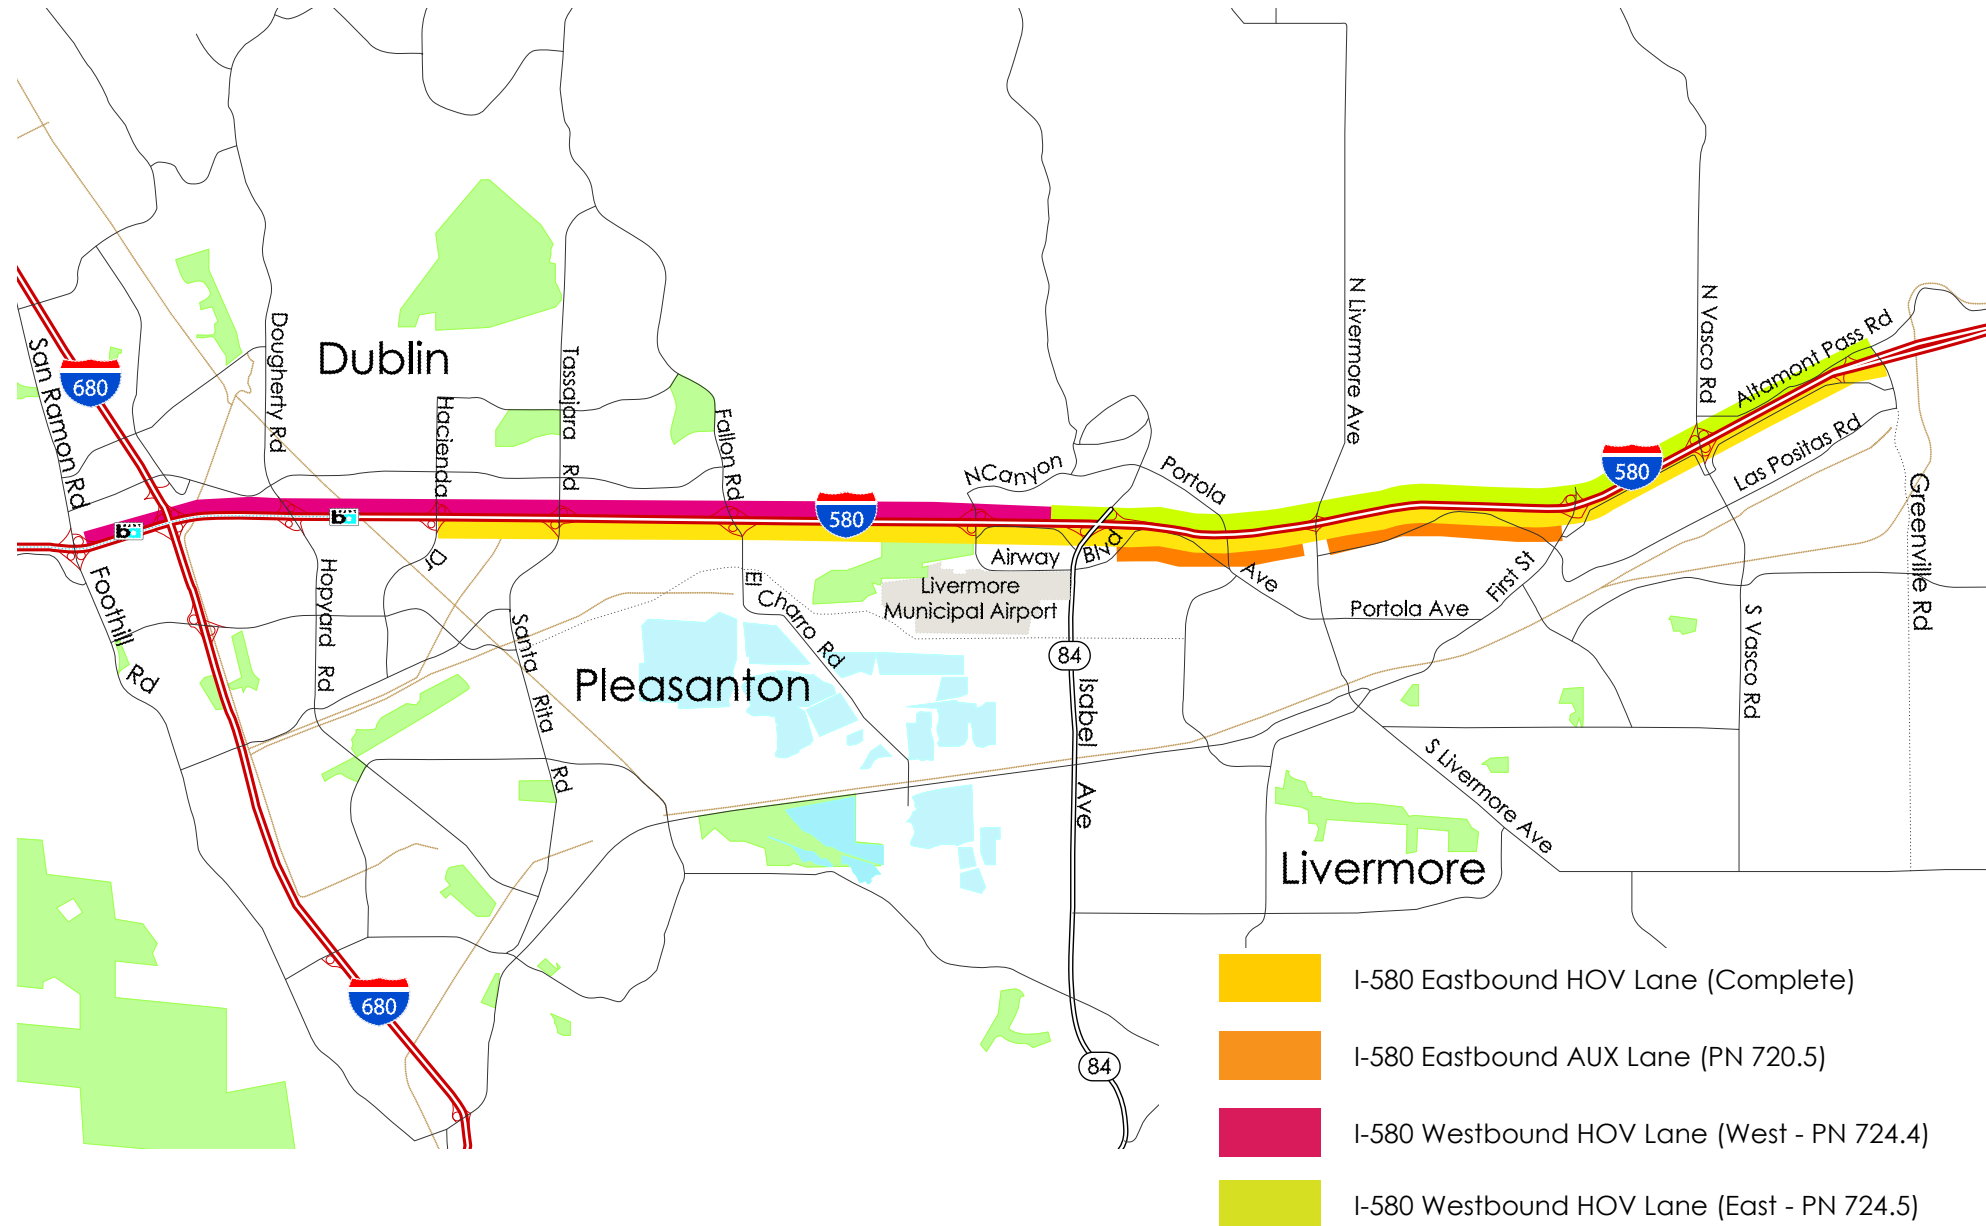 N Livermore Ave
N Vasco Rd
Altamont Pass Rd
Dougherty Rd
Dublin
San Ramon Rd
680
Tassajara Rd
Hacienda Dr
Fallon Rd
N Canyon
Portola Ave
580
Las Positas Rd
Greenville Rd
580
Airway Blvd
Livermore
Municipal Airport
Hopyard Rd
Foothill Rd
El Charro Rd
Portola Ave
First St
Santa Rita Rd
S Vasco Rd
84
Pleasanton
Isabel Ave
S Livermore Ave
Livermore
680
84
I-580 Eastbound HOV Lane (Complete)
I-580 Eastbound AUX Lane (PN 720.5)
I-580 Westbound HOV Lane (West - PN 724.4)
I-580 Westbound HOV Lane (East - PN 724.5)